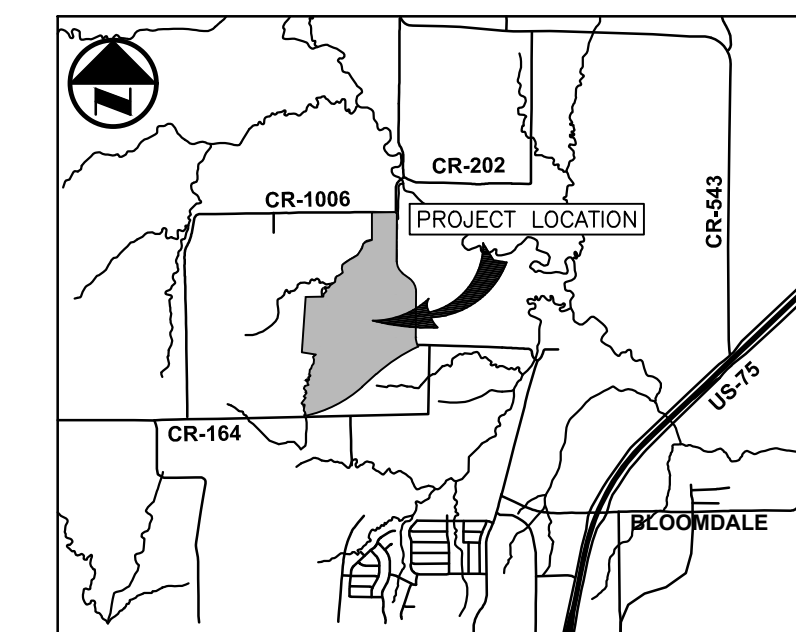 N
CR-202
CR-1006
PROJECT LOCATION
CR-543
US-75
CR-164
BLOOMDALE